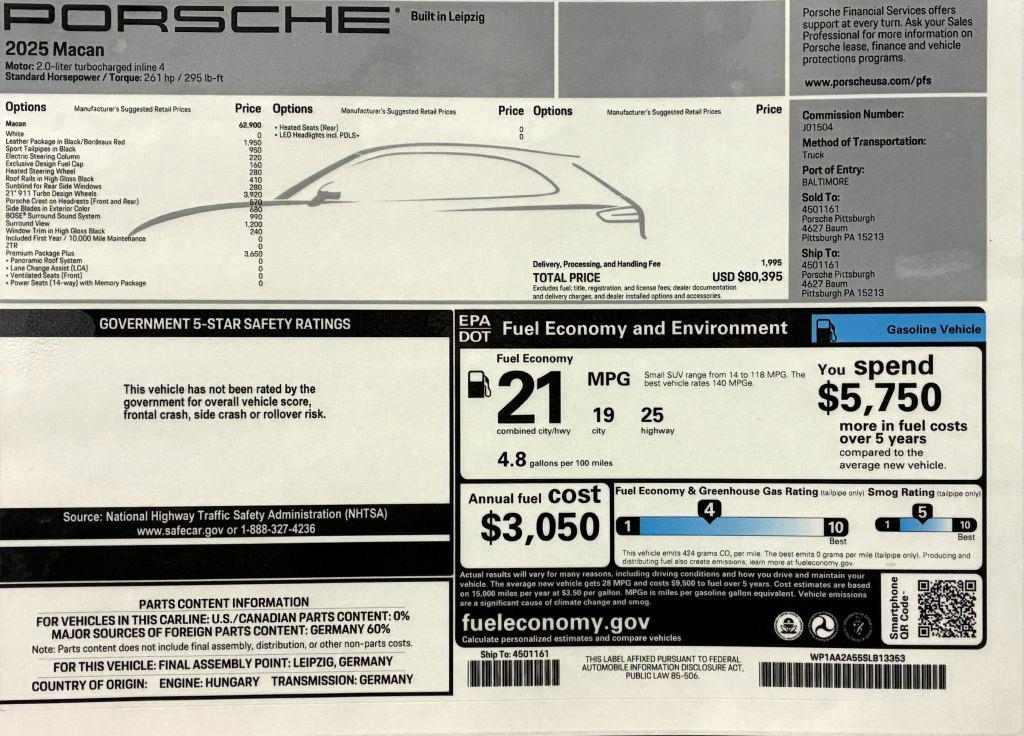 PORSCHE® Built in Leipzig
2025 Macan
Motor: 2.0-liter turbocharged inline 4
Standard Horsepower / Torque: 261 hp / 295 lb-ft
Porsche Financial Services offers
support at every turn. Ask your Sales
Professional for more information on
Porsche lease, finance and vehicle
protections programs.
www.porscheusa.com/pfs
Options Manufacturer's Suggested Retail Prices Price
Macan 62,900
White 0
Leather Package in Black/Bordeaux Red 1,950
Sport Tailpipes in Black 950
Electric Steering Column 220
Exclusive Design Fuel Cap 160
Heated Steering Wheel 280
Roof Rails in High Gloss Black 410
Sunblind for Rear Side Windows 280
21" 911 Turbo Design Wheels 3,920
Porsche Crest on Headrests (Front and Rear) 570
Side Blades in Exterior Color 680
BOSE® Surround Sound System 990
Surround View 1,200
Window Trim in High Gloss Black 240
Included First Year / 10,000 Mile Maintenance 0
ZTR 0
Premium Package Plus 3,650
• Panoramic Roof System 0
• Lane Change Assist (LCA) 0
• Ventilated Seats (Front) 0
• Power Seats (14-way) with Memory Package 0
Options Manufacturer's Suggested Retail Prices Price
• Heated Seats (Rear) 0
• LED Headlights incl. PDLS+ 0
Options Manufacturer's Suggested Retail Prices Price
Delivery, Processing, and Handling Fee 1,995
TOTAL PRICE USD $80,395
Excludes fuel; title, registration, and license fees; dealer documentation
and delivery charges; and dealer installed options and accessories.
Commission Number:
J01504
Method of Transportation:
Truck
Port of Entry:
BALTIMORE
Sold To:
4501161
Porsche Pittsburgh
4627 Baum
Pittsburgh PA 15213
Ship To:
4501161
Porsche Pittsburgh
4627 Baum
Pittsburgh PA 15213
GOVERNMENT 5-STAR SAFETY RATINGS
This vehicle has not been rated by the
government for overall vehicle score,
frontal crash, side crash or rollover risk.
Source: National Highway Traffic Safety Administration (NHTSA)
www.safecar.gov or 1-888-327-4236
PARTS CONTENT INFORMATION
FOR VEHICLES IN THIS CARLINE: U.S./CANADIAN PARTS CONTENT: 0%
MAJOR SOURCES OF FOREIGN PARTS CONTENT: GERMANY 60%
Note: Parts content does not include final assembly, distribution, or other non-parts costs.
FOR THIS VEHICLE: FINAL ASSEMBLY POINT: LEIPZIG, GERMANY
COUNTRY OF ORIGIN: ENGINE: HUNGARY TRANSMISSION: GERMANY
EPA
DOT
Fuel Economy and Environment
Gasoline Vehicle
Fuel Economy
21 MPG
combined city/hwy
19 city
25 highway
4.8 gallons per 100 miles
Small SUV range from 14 to 118 MPG. The
best vehicle rates 140 MPGe.
You spend
$5,750
more in fuel costs
over 5 years
compared to the
average new vehicle.
Annual fuel cost
$3,050
Fuel Economy & Greenhouse Gas Rating (tailpipe only)
1 4 10
Best
Smog Rating (tailpipe only)
1 5 10
Best
This vehicle emits 424 grams CO₂ per mile. The best emits 0 grams per mile (tailpipe only). Producing and
distributing fuel also create emissions; learn more at fueleconomy.gov.
Actual results will vary for many reasons, including driving conditions and how you drive and maintain your
vehicle. The average new vehicle gets 28 MPG and costs $9,500 to fuel over 5 years. Cost estimates are based
on 15,000 miles per year at $3.50 per gallon. MPGe is miles per gasoline gallon equivalent. Vehicle emissions
are a significant cause of climate change and smog.
fueleconomy.gov
Calculate personalized estimates and compare vehicles
Smartphone
QR Code™
Ship To: 4501161
THIS LABEL AFFIXED PURSUANT TO FEDERAL
AUTOMOBILE INFORMATION DISCLOSURE ACT,
PUBLIC LAW 85-506.
WP1AA2A55SLB13353